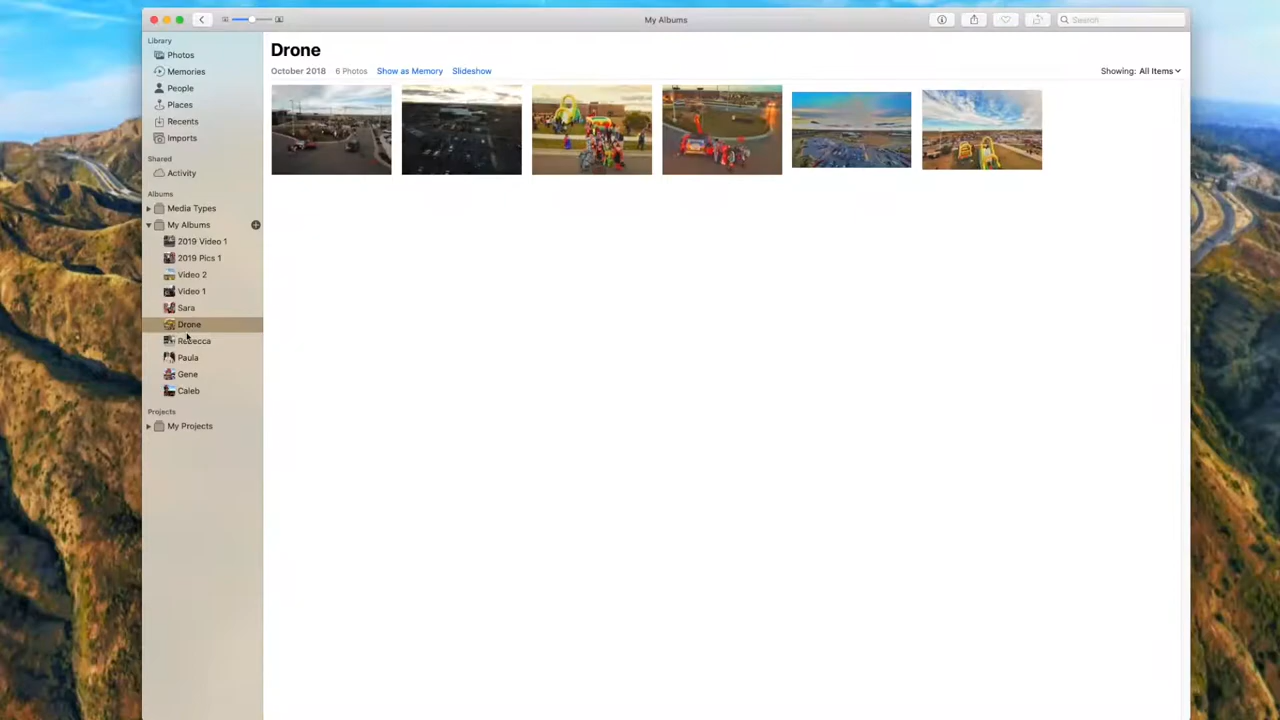 My Albums
Search
Library
Photos
Memories
People
Places
Recents
Imports
Shared
Activity
Albums
Media Types
My Albums
2019 Video 1
2019 Pics 1
Video 2
Video 1
Sara
Drone
Rebecca
Paula
Gene
Caleb
Projects
My Projects
Drone
October 2018 6 Photos Show as Memory Slideshow
Showing: All Items